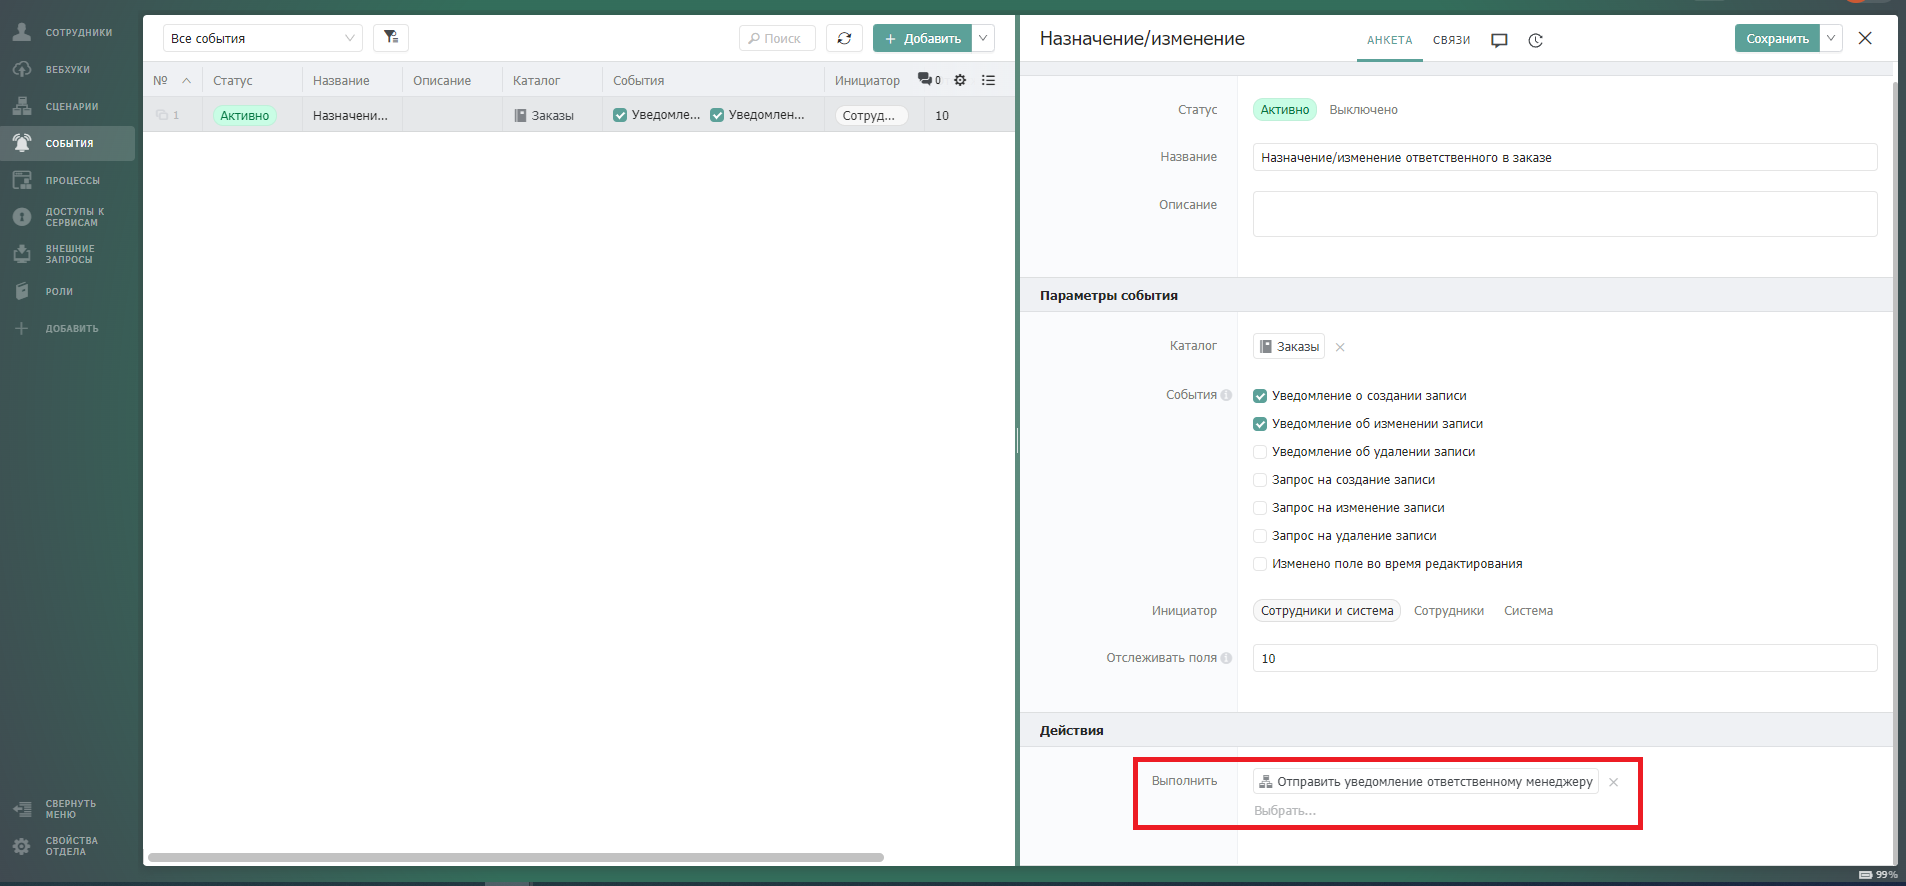 СОТРУДНИКИ
ВЕБХУКИ
СЦЕНАРИИ
СОБЫТИЯ
ПРОЦЕССЫ
ДОСТУПЫ К
СЕРВИСАМ
ВНЕШНИЕ
ЗАПРОСЫ
РОЛИ
ДОБАВИТЬ
СВЕРНУТЬ
МЕНЮ
СВОЙСТВА
ОТДЕЛА
Все события
Поиск
Добавить
№ Статус Название Описание Каталог События Инициатор 0
1 Активно Назначени... Заказы Уведомле... Уведомлен... Сотруд... 10
Назначение/изменение
АНКЕТА СВЯЗИ
Сохранить
Статус Активно Выключено
Название Назначение/изменение ответственного в заказе
Описание
Параметры события
Каталог Заказы
События Уведомление о создании записи
Уведомление об изменении записи
Уведомление об удалении записи
Запрос на создание записи
Запрос на изменение записи
Запрос на удаление записи
Изменено поле во время редактирования
Инициатор Сотрудники и система Сотрудники Система
Отслеживать поля 10
Действия
Выполнить Отправить уведомление ответственному менеджеру
Выбрать...
99%